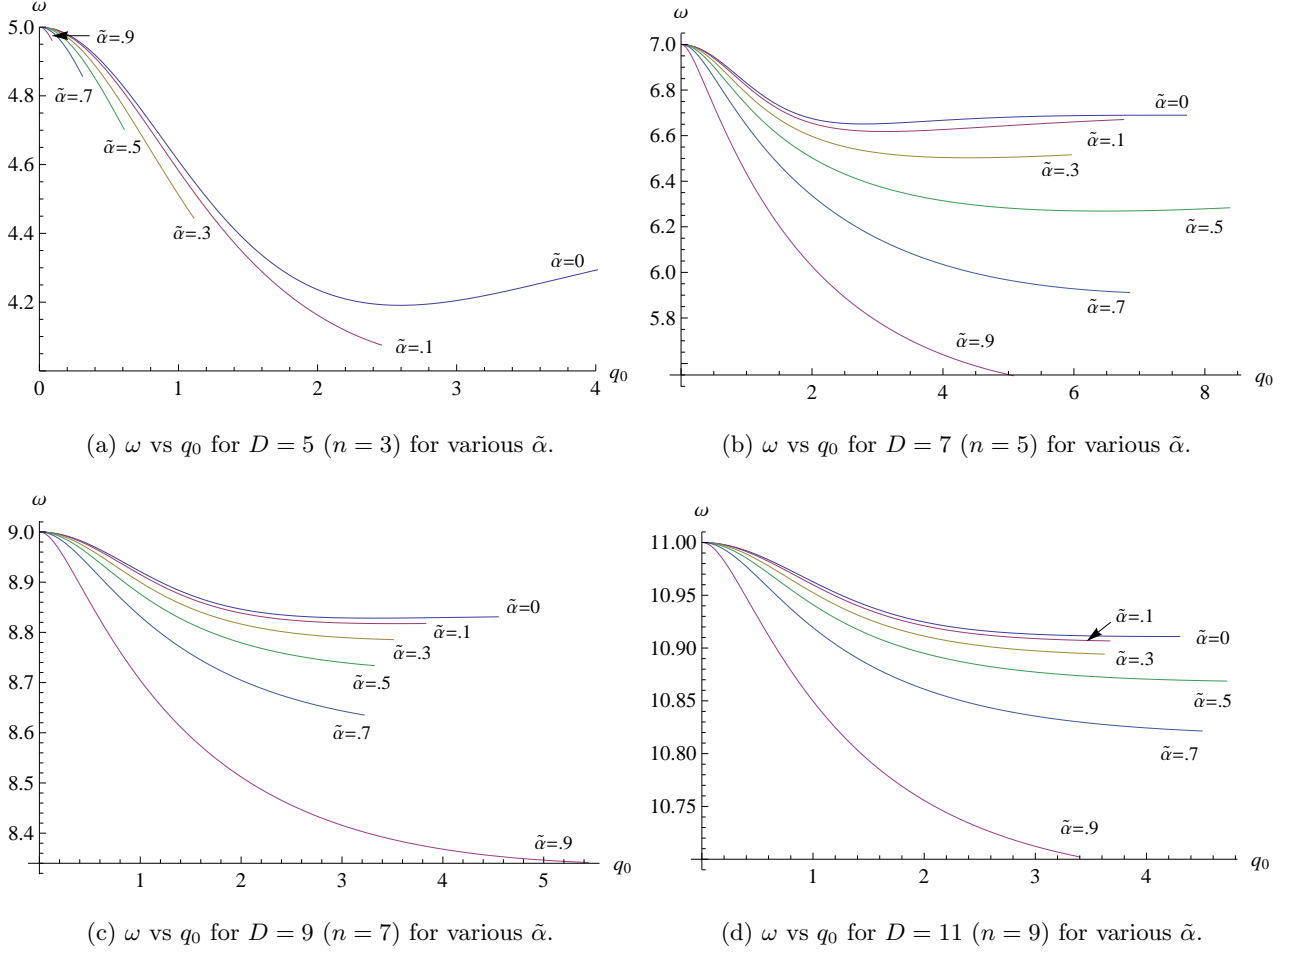 ω
5.0
α̃=.9
4.8
α̃=.7
α̃=.5
4.6
4.4
α̃=.3
α̃=0
4.2
α̃=.1
q₀
0 1 2 3 4
(a) ω vs q₀ for D = 5 (n = 3) for various α̃.
ω
7.0
6.8
α̃=0
6.6
α̃=.1
α̃=.3
6.4
6.2
α̃=.5
6.0
α̃=.7
5.8
α̃=.9
q₀
2 4 6 8
(b) ω vs q₀ for D = 7 (n = 5) for various α̃.
ω
9.0
8.9
α̃=0
8.8
α̃=.1
α̃=.3
8.7
α̃=.5
8.6
α̃=.7
8.5
8.4
α̃=.9
q₀
1 2 3 4 5
(c) ω vs q₀ for D = 9 (n = 7) for various α̃.
ω
11.00
10.95
α̃=.1
α̃=0
10.90
α̃=.3
10.85
α̃=.5
10.80
α̃=.7
10.75
α̃=.9
q₀
1 2 3 4
(d) ω vs q₀ for D = 11 (n = 9) for various α̃.